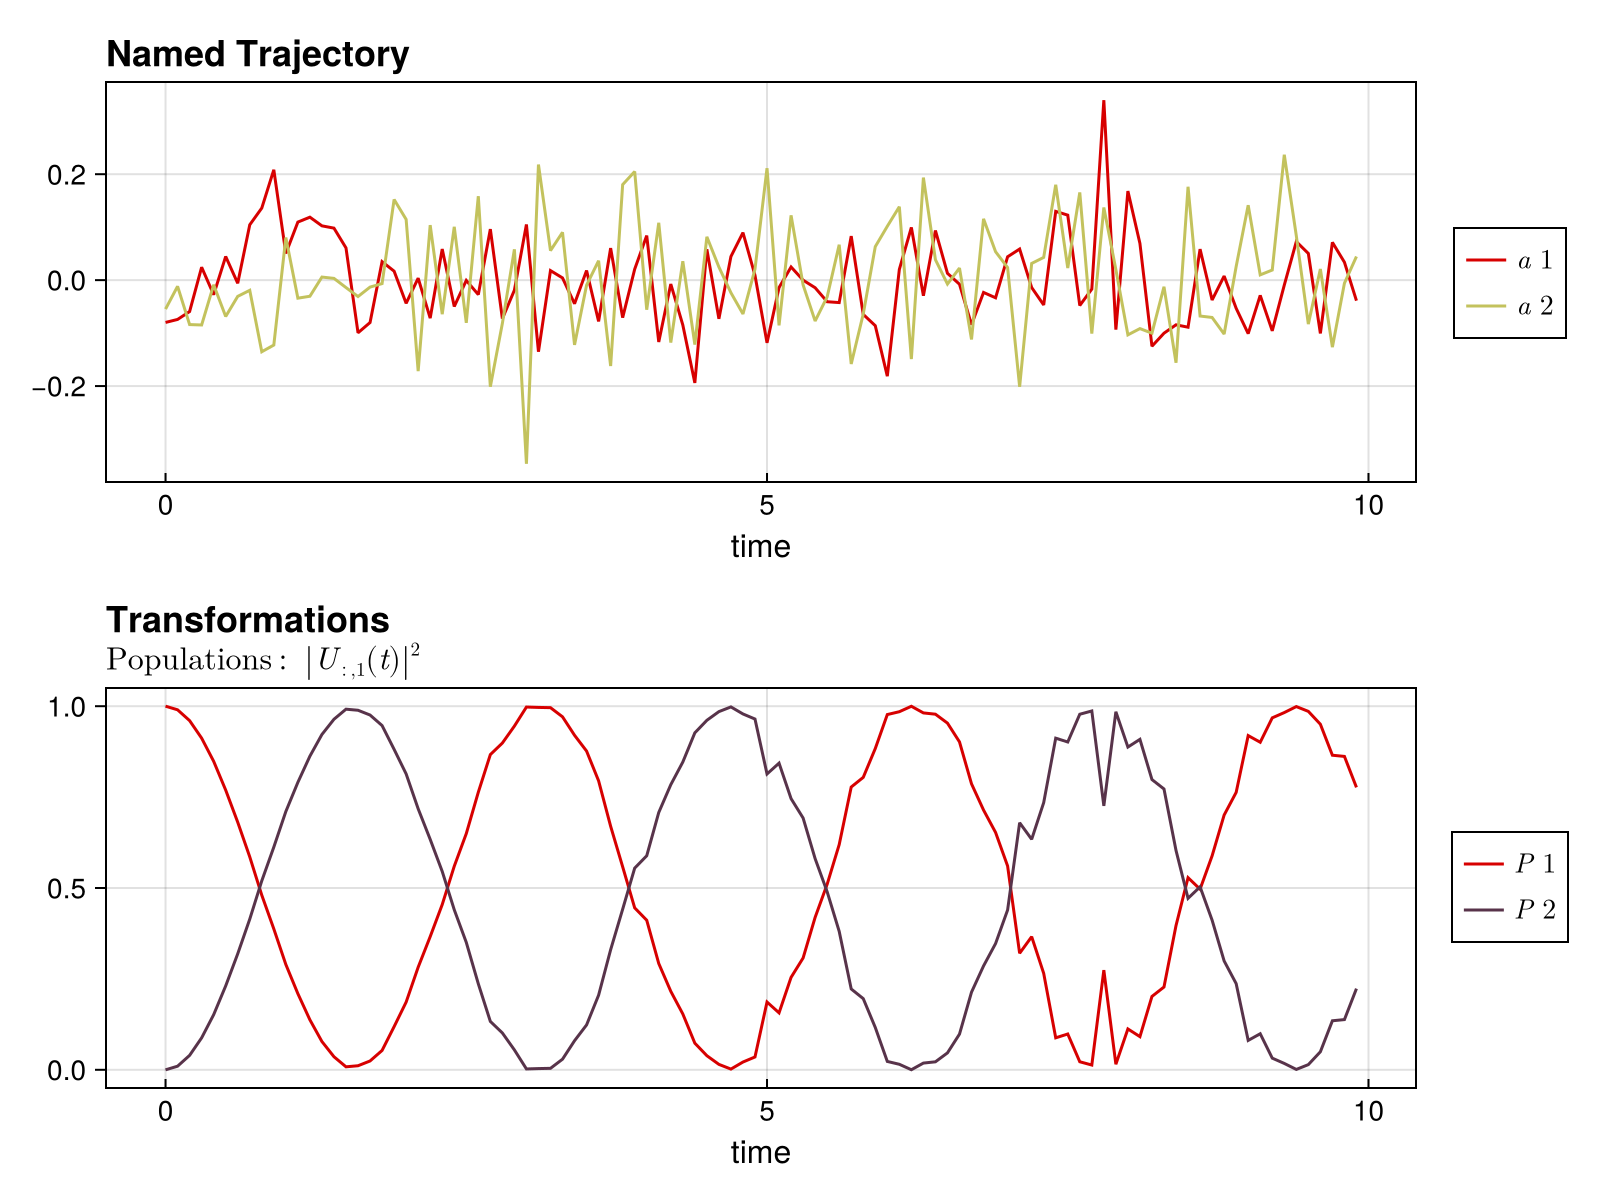 Named Trajectory
0.2
0.0
−0.2
0 5 10
time
a 1
a 2
Transformations
Populations: |U:,1(t)|²
1.0
0.5
0.0
0 5 10
time
P 1
P 2